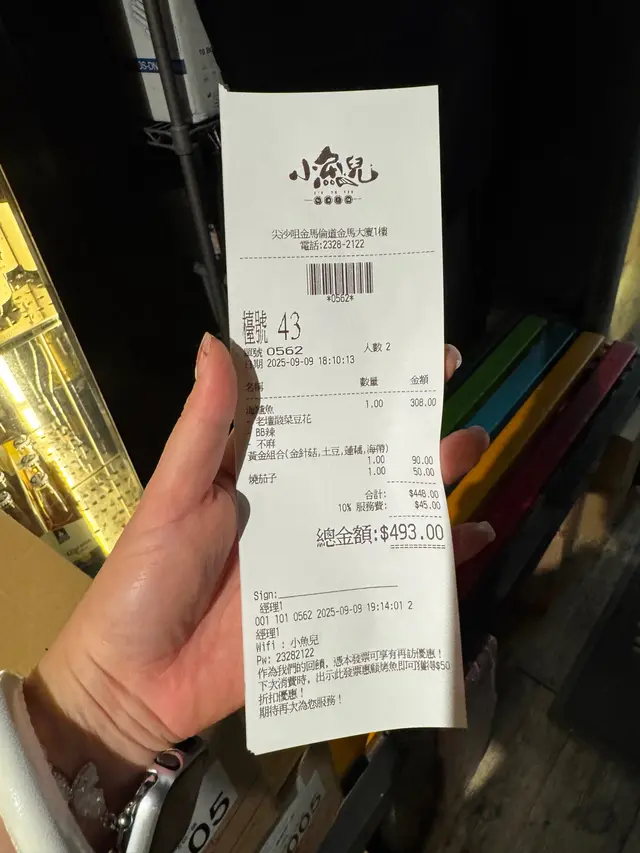 小魚兒
尖沙咀金馬倫道金馬大廈1樓
電話:2328-2122
*0562*
檯號 43
單號 0562 人數 2
日期 2025-09-09 18:10:13
名稱 數量 金額
海鱸魚 1.00 308.00
老壇酸菜豆花
BB辣
不麻
黃金組合(金針菇,土豆,蓮藕,海帶)
1.00 90.00
燒茄子 1.00 50.00
合計: $448.00
10% 服務費: $45.00
總金額:$493.00
Sign:
經理1
001 101 0562 2025-09-09 19:14:01 2
經理1
Wifi : 小魚兒
Pw: 23282122
作為我們的回饋，憑本發票可享有再訪優惠！
下次消費時，出示此發票惠顧烤魚即可獲得$50
折扣優惠！
期待再次為您服務！
05
005